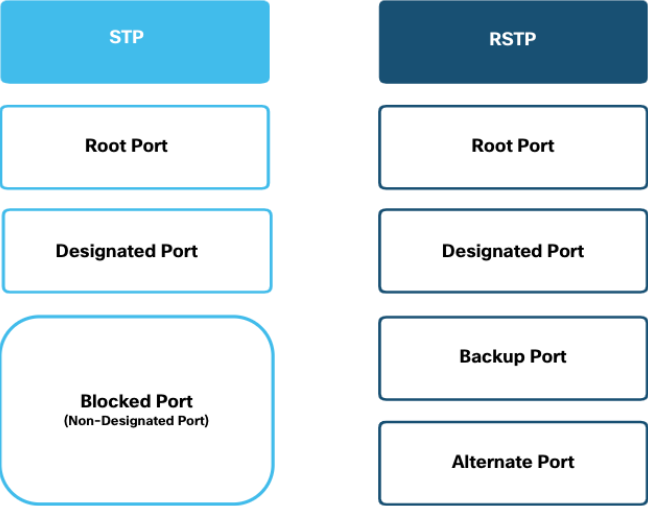 STP
RSTP
Root Port
Root Port
Designated Port
Designated Port
Blocked Port
(Non-Designated Port)
Backup Port
Alternate Port